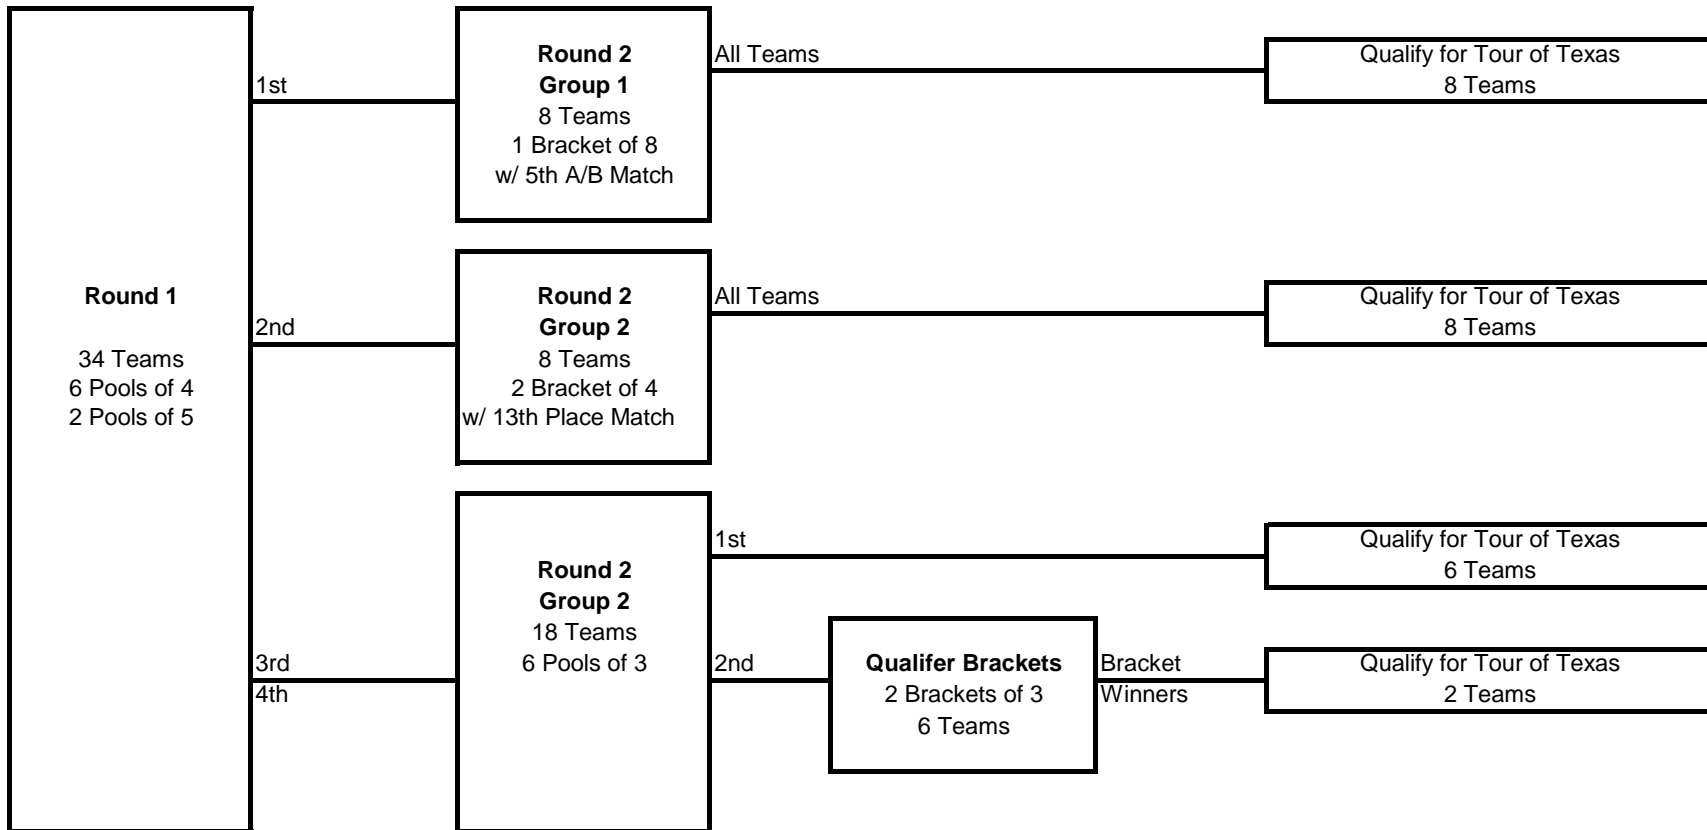 Round 1
34 Teams
6 Pools of 4
2 Pools of 5
1st
Round 2
Group 1
8 Teams
1 Bracket of 8
w/ 5th A/B Match
All Teams
Qualify for Tour of Texas
8 Teams
2nd
Round 2
Group 2
8 Teams
2 Bracket of 4
w/ 13th Place Match
All Teams
Qualify for Tour of Texas
8 Teams
3rd
4th
Round 2
Group 2
18 Teams
6 Pools of 3
1st
Qualify for Tour of Texas
6 Teams
2nd
Qualifer Brackets
2 Brackets of 3
6 Teams
Bracket
Winners
Qualify for Tour of Texas
2 Teams